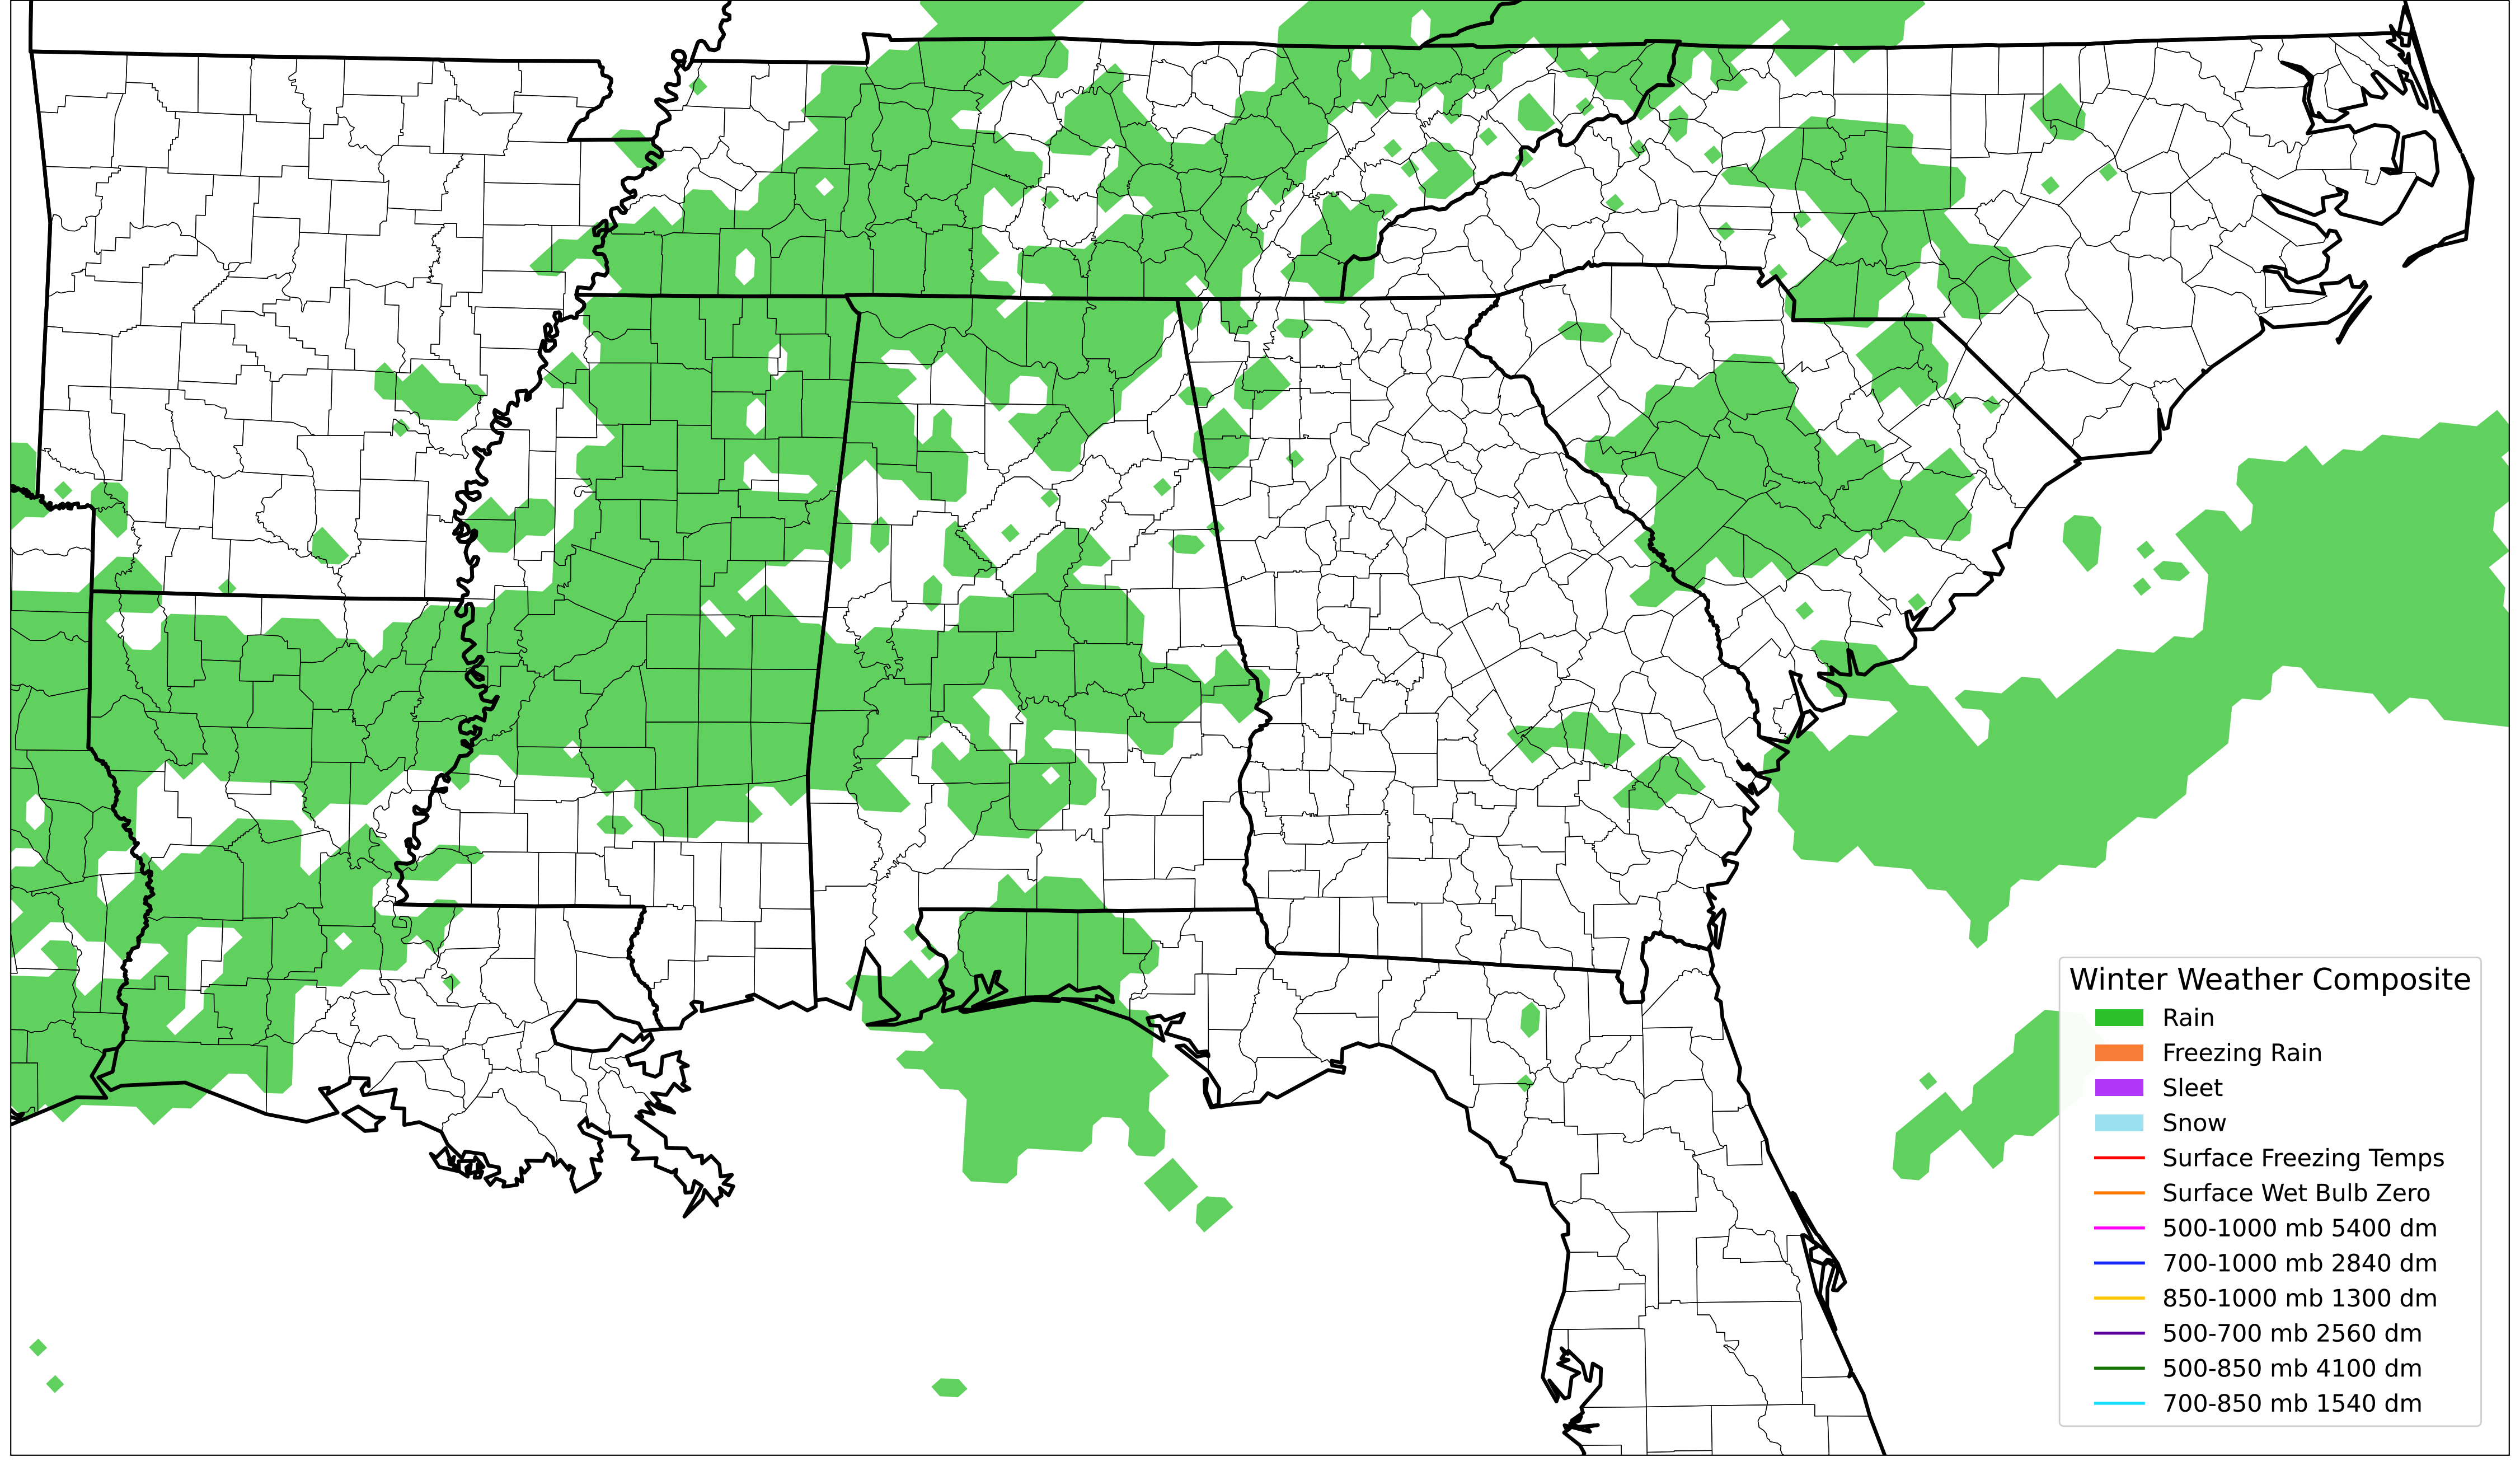 Winter Weather Composite
Rain
Freezing Rain
Sleet
Snow
Surface Freezing Temps
Surface Wet Bulb Zero
500-1000 mb 5400 dm
700-1000 mb 2840 dm
850-1000 mb 1300 dm
500-700 mb 2560 dm
500-850 mb 4100 dm
700-850 mb 1540 dm